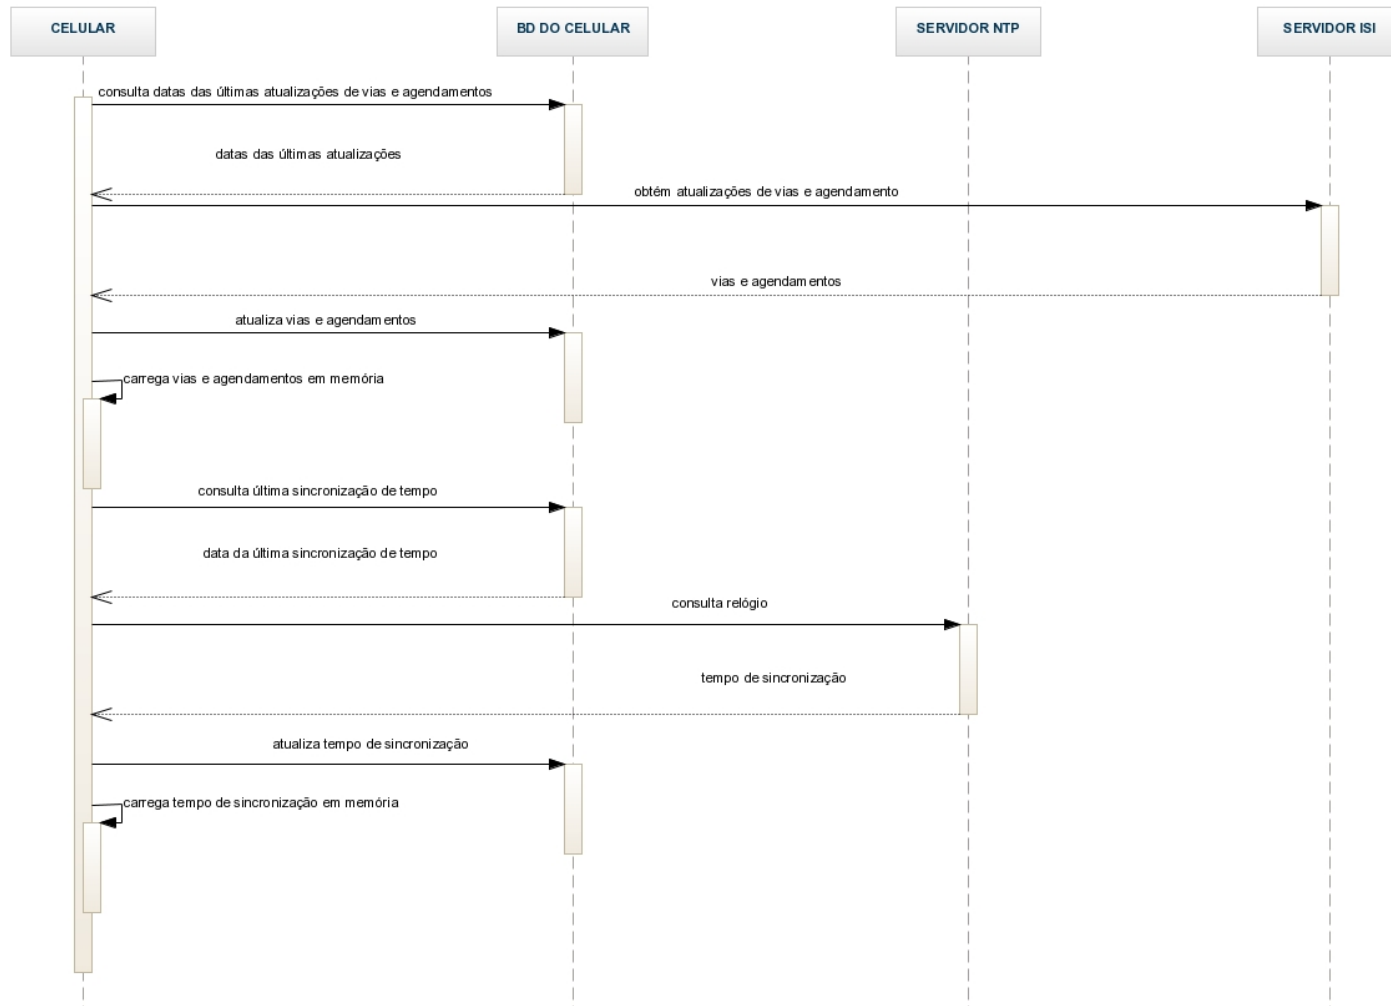 CELULAR
BD DO CELULAR
SERVIDOR NTP
SERVIDOR ISI
consulta datas das últimas atualizações de vias e agendamentos
datas das últimas atualizações
obtém atualizações de vias e agendamento
vias e agendamentos
atualiza vias e agendamentos
carrega vias e agendamentos em memória
consulta última sincronização de tempo
data da última sincronização de tempo
consulta relógio
tempo de sincronização
atualiza tempo de sincronização
carrega tempo de sincronização em memória